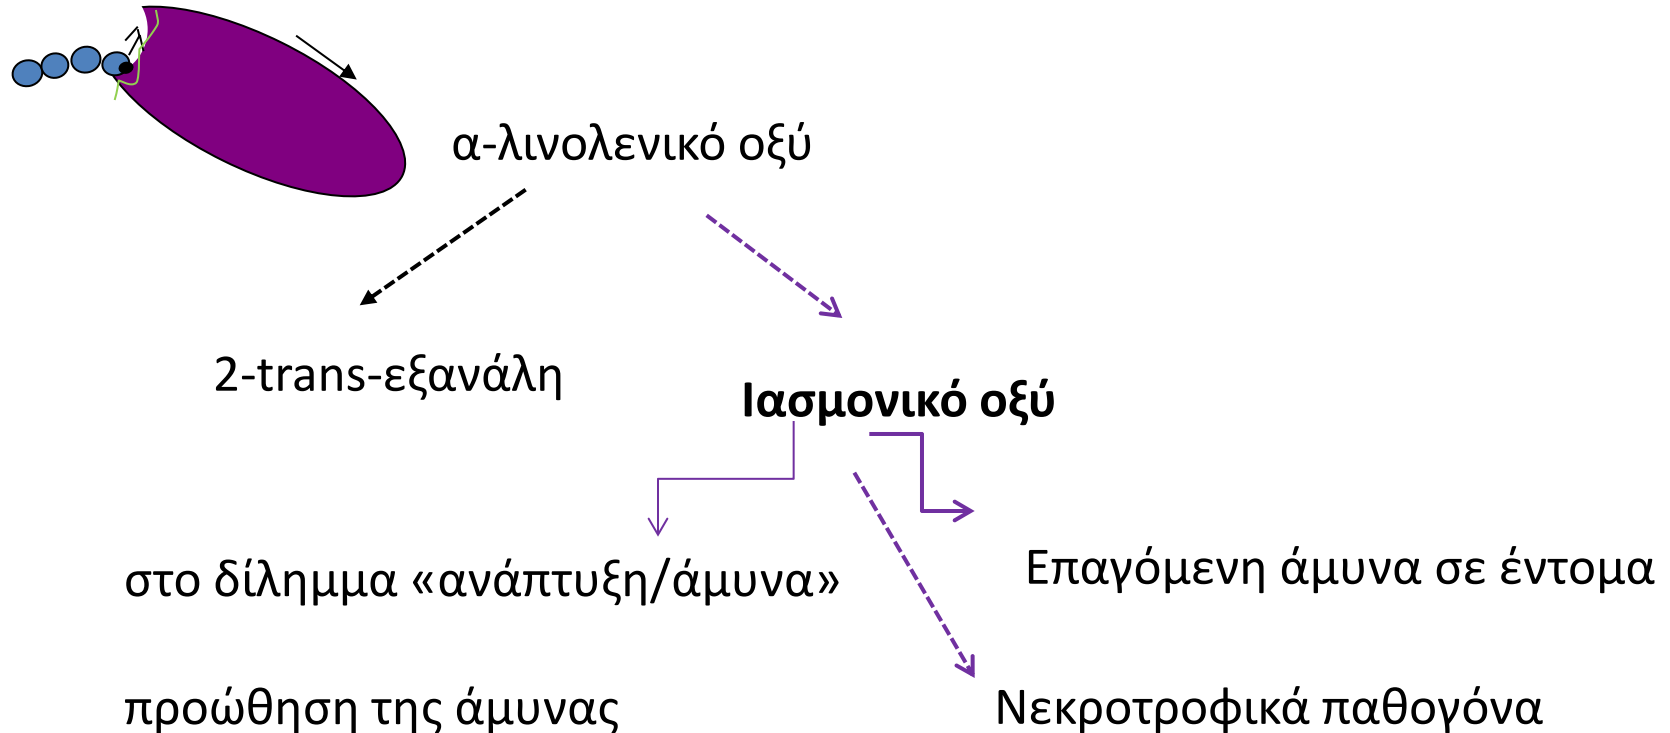 α-λινολενικό οξύ
2-trans-εξανάλη
Ιασμονικό οξύ
στο δίλημμα «ανάπτυξη/άμυνα»
Επαγόμενη άμυνα σε έντομα
προώθηση της άμυνας
Νεκροτροφικά παθογόνα